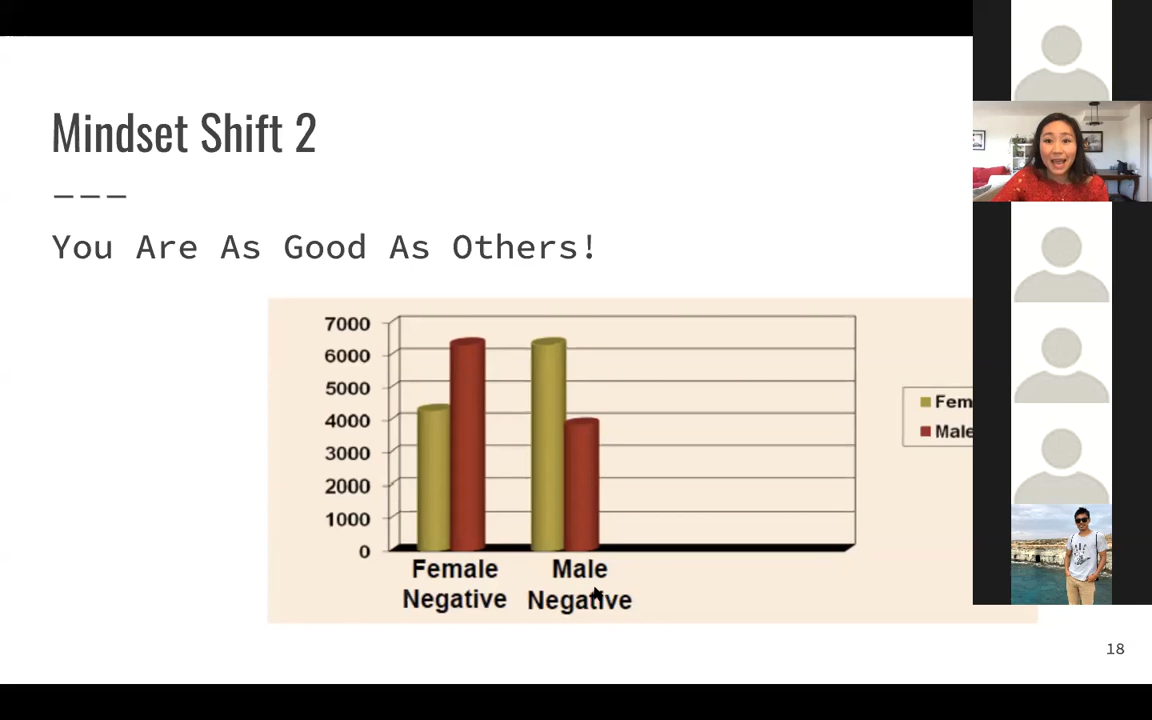 Mindset Shift 2
———
You Are As Good As Others!
7000
6000
5000
4000
3000
2000
1000
0
Female
Negative
Male
Negative
Fem
Male
18